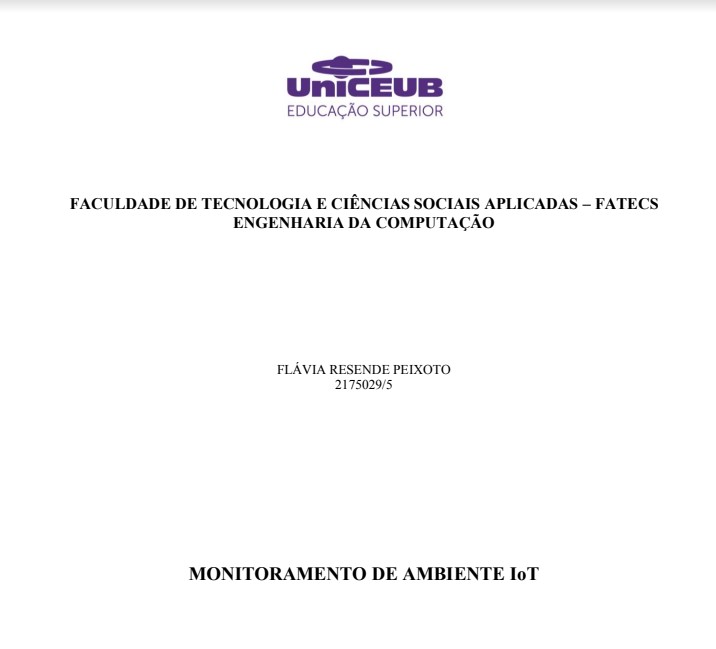 UniCEUB
EDUCAÇÃO SUPERIOR
FACULDADE DE TECNOLOGIA E CIÊNCIAS SOCIAIS APLICADAS – FATECS
ENGENHARIA DA COMPUTAÇÃO
FLÁVIA RESENDE PEIXOTO
2175029/5
MONITORAMENTO DE AMBIENTE IoT